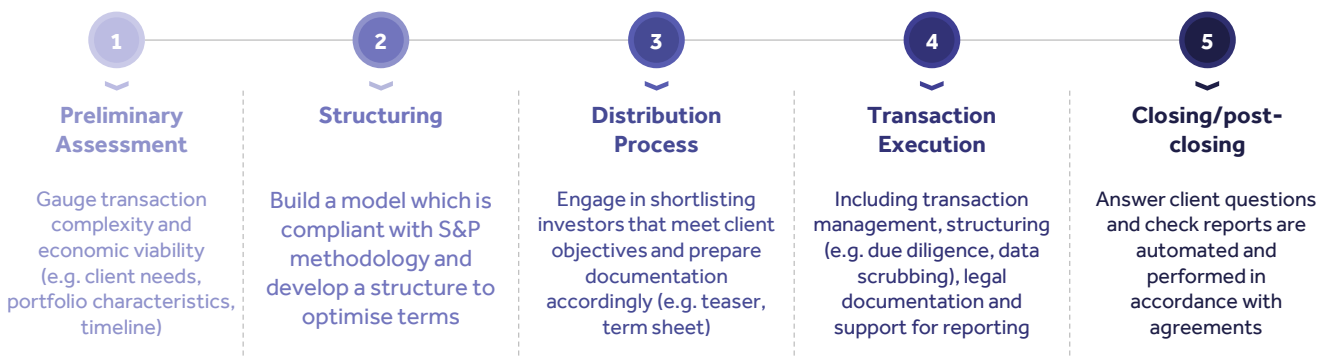 1
2
3
4
5
Preliminary
Assessment
Gauge transaction
complexity and
economic viability
(e.g. client needs,
portfolio characteristics,
timeline)
Structuring
Build a model which is
compliant with S&P
methodology and
develop a structure to
optimise terms
Distribution
Process
Engage in shortlisting
investors that meet client
objectives and prepare
documentation
accordingly (e.g. teaser,
term sheet)
Transaction
Execution
Including transaction
management, structuring
(e.g. due diligence, data
scrubbing), legal
documentation and
support for reporting
Closing/post-
closing
Answer client questions
and check reports are
automated and
performed in
accordance with
agreements